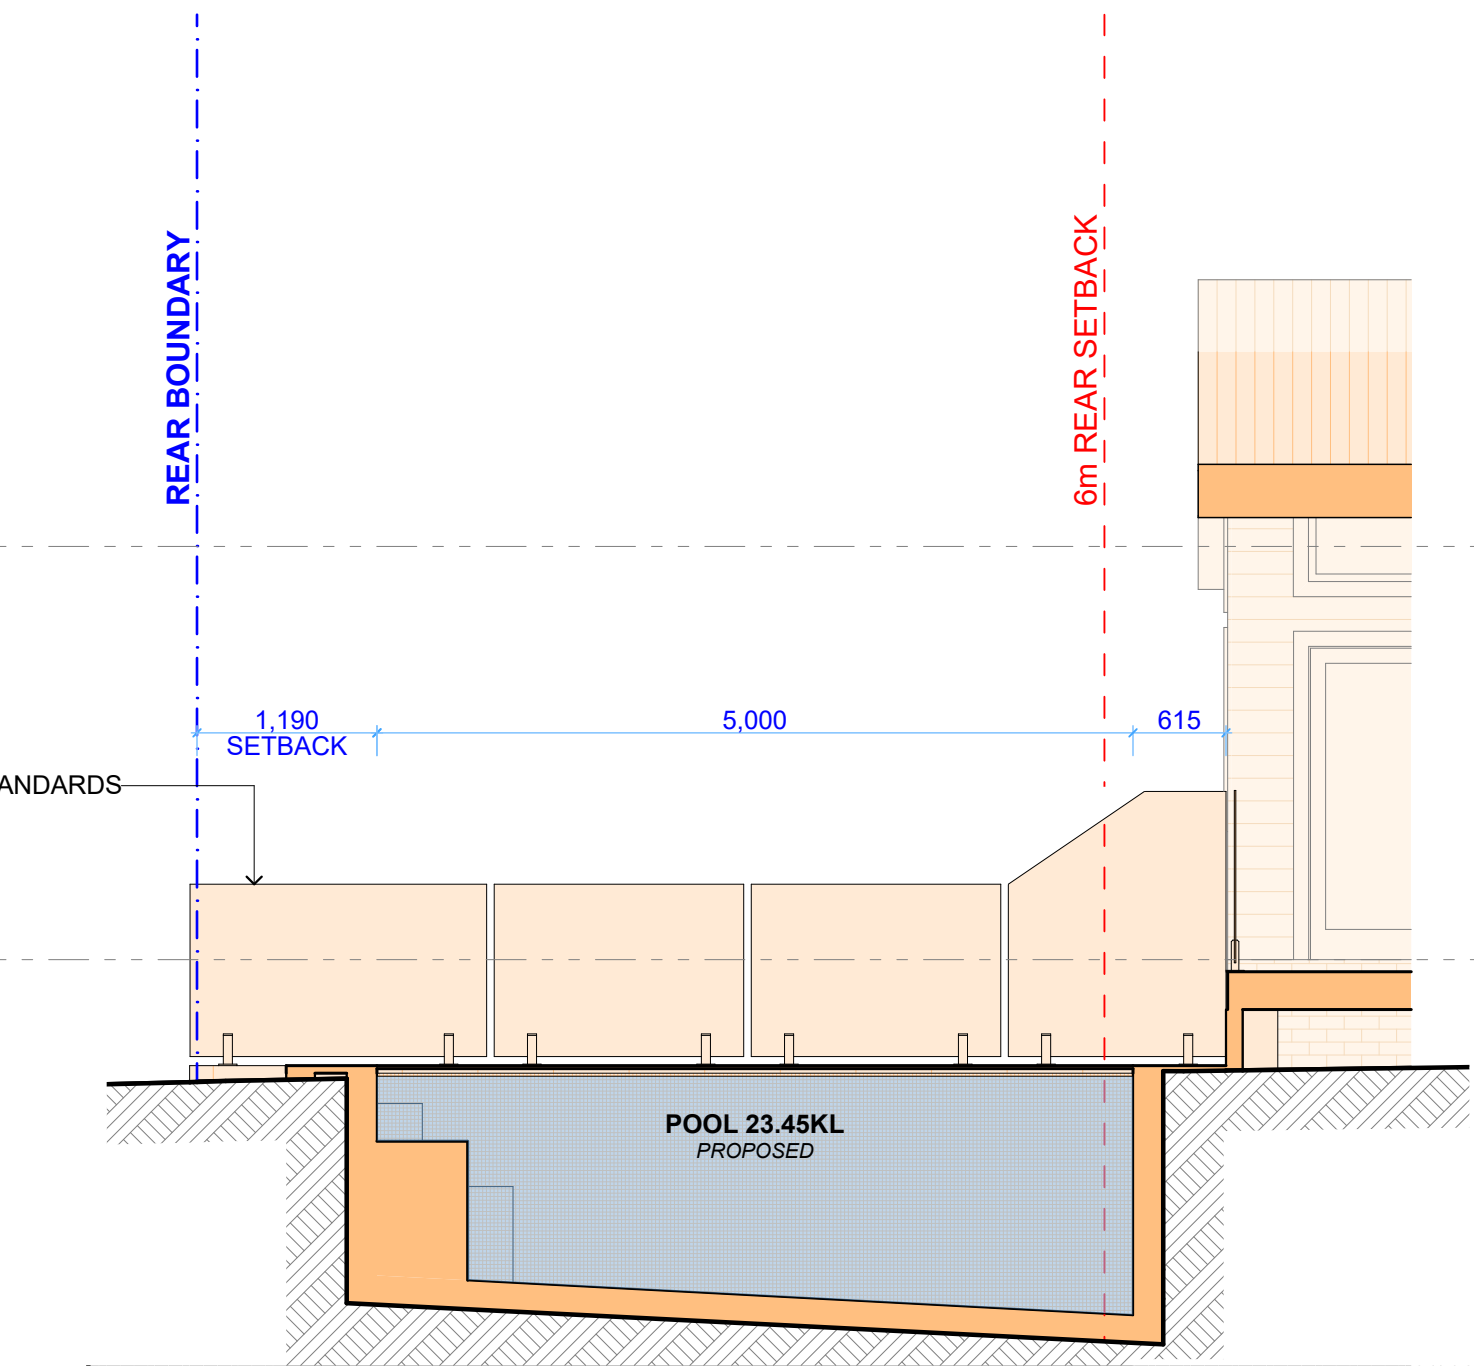 REAR BOUNDARY
6m REAR SETBACK
1,190
SETBACK
5,000
615
ANDARDS
POOL 23.45KL
PROPOSED